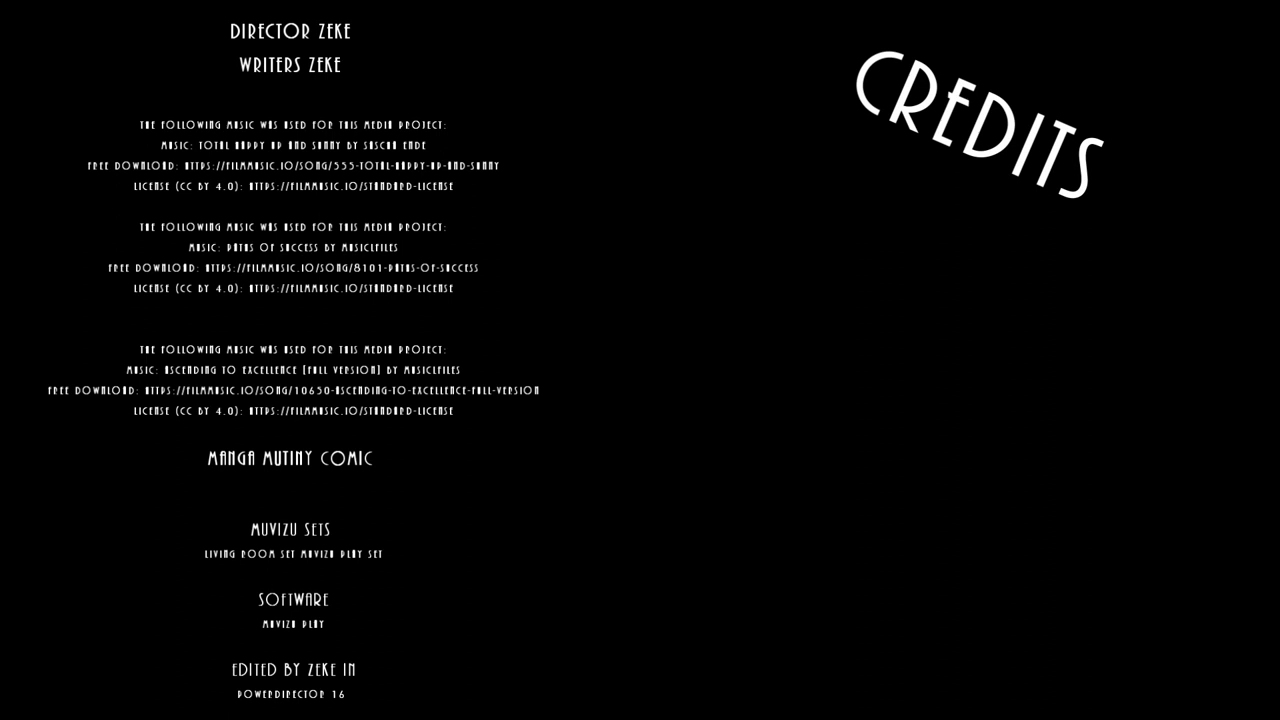 DIRECTOR ZEKE
WRITERS ZEKE
THE FOLLOWING MUSIC WAS USED FOR THIS MEDIA PROJECT:
MUSIC: TOTAL HAPPY UP AND SUNNY BY SASCHA ENDE
FREE DOWNLOAD: HTTPS://FILMMUSIC.IO/SONG/555-TOTAL-HAPPY-UP-AND-SUNNY
LICENSE (CC BY 4.0): HTTPS://FILMMUSIC.IO/STANDARD-LICENSE
THE FOLLOWING MUSIC WAS USED FOR THIS MEDIA PROJECT:
MUSIC: PATHS OF SUCCESS BY MUSICLFILES
FREE DOWNLOAD: HTTPS://FILMMUSIC.IO/SONG/8101-PATHS-OF-SUCCESS
LICENSE (CC BY 4.0): HTTPS://FILMMUSIC.IO/STANDARD-LICENSE
THE FOLLOWING MUSIC WAS USED FOR THIS MEDIA PROJECT:
MUSIC: ASCENDING TO EXCELLENCE [FULL VERSION] BY MUSICLFILES
FREE DOWNLOAD: HTTPS://FILMMUSIC.IO/SONG/10650-ASCENDING-TO-EXCELLENCE-FULL-VERSION
LICENSE (CC BY 4.0): HTTPS://FILMMUSIC.IO/STANDARD-LICENSE
MANGA MUTINY COMIC
MUVIZU SETS
LIVING ROOM SET MUVIZU PLAY SET
SOFTWARE
MUVIZU PLAY
EDITED BY ZEKE IN
POWERDIRECTOR 16
CREDITS